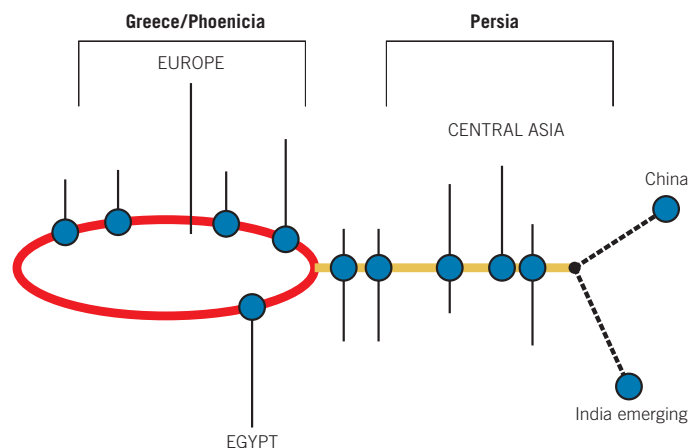 Greece/Phoenicia
Persia
EUROPE
CENTRAL ASIA
China
India emerging
EGYPT